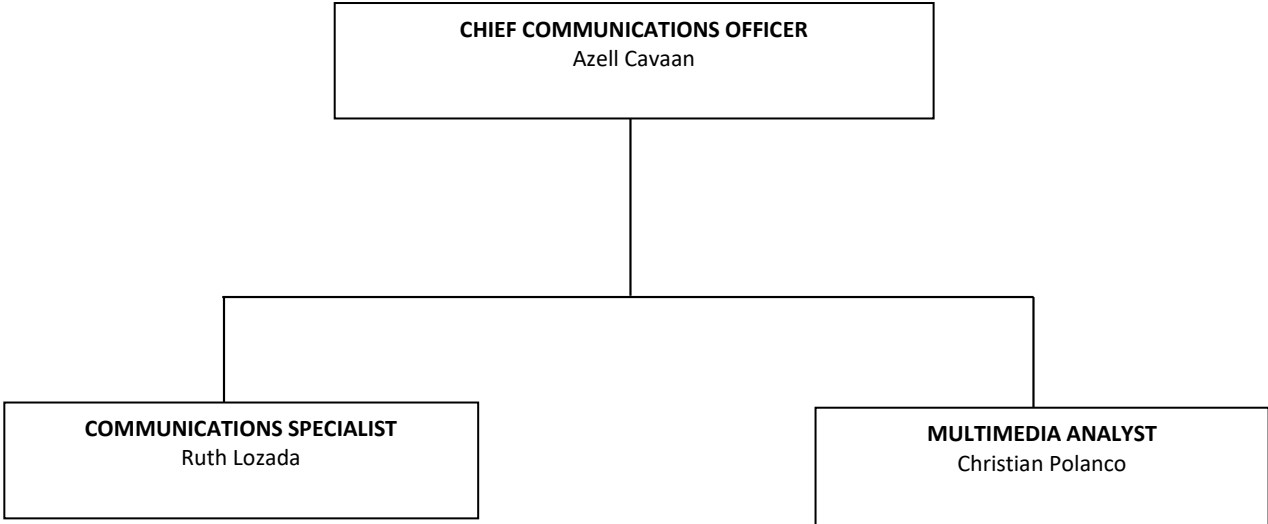 CHIEF COMMUNICATIONS OFFICER
Azell Cavaan
COMMUNICATIONS SPECIALIST
Ruth Lozada
MULTIMEDIA ANALYST
Christian Polanco